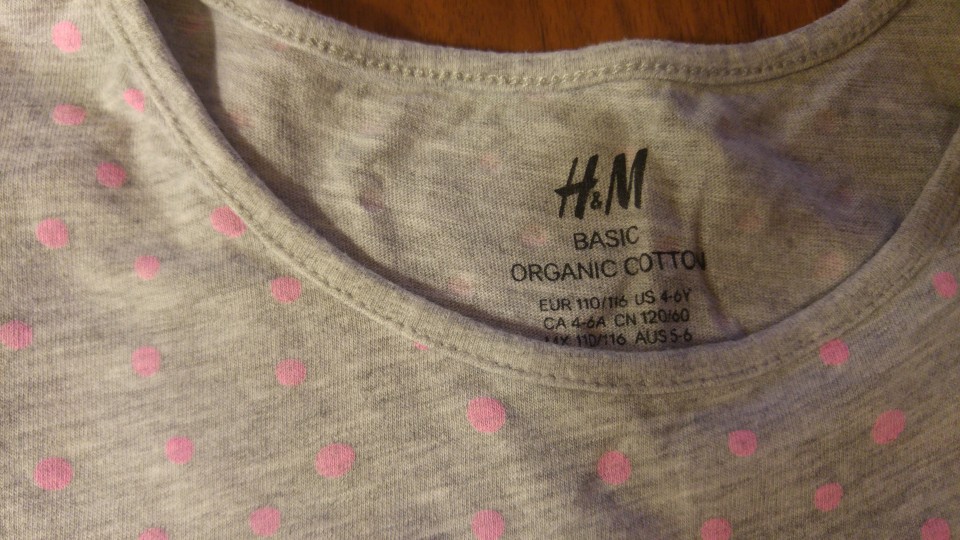 H&M
BASIC
ORGANIC COTTON
EUR 110/116 US 4-6Y
CA 4-6A CN 120/60
110/116 AUS 5-6